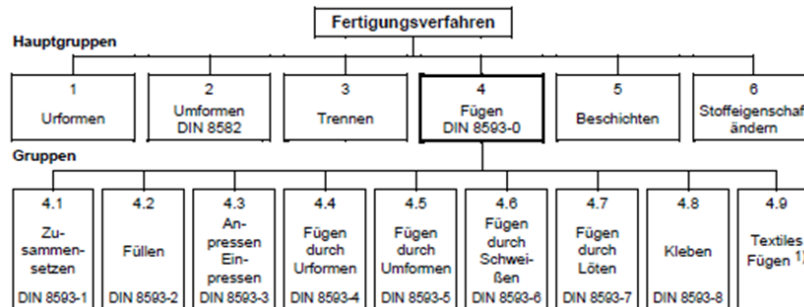 Fertigungsverfahren
Hauptgruppen
1
Urformen
2
Umformen
DIN 8582
3
Trennen
4
Fügen
DIN 8593-0
5
Beschichten
6
Stoffeigenschaft
ändern
Gruppen
4.1
Zu-
sammen-
setzen
DIN 8593-1
4.2
Füllen
DIN 8593-2
4.3
An-
pressen
Ein-
pressen
DIN 8593-3
4.4
Fügen
durch
Urformen
DIN 8593-4
4.5
Fügen
durch
Umformen
DIN 8593-5
4.6
Fügen
durch
Schwei-
ßen
DIN 8593-6
4.7
Fügen
durch
Löten
DIN 8593-7
4.8
Kleben
DIN 8593-8
4.9
Textiles
Fügen 1)